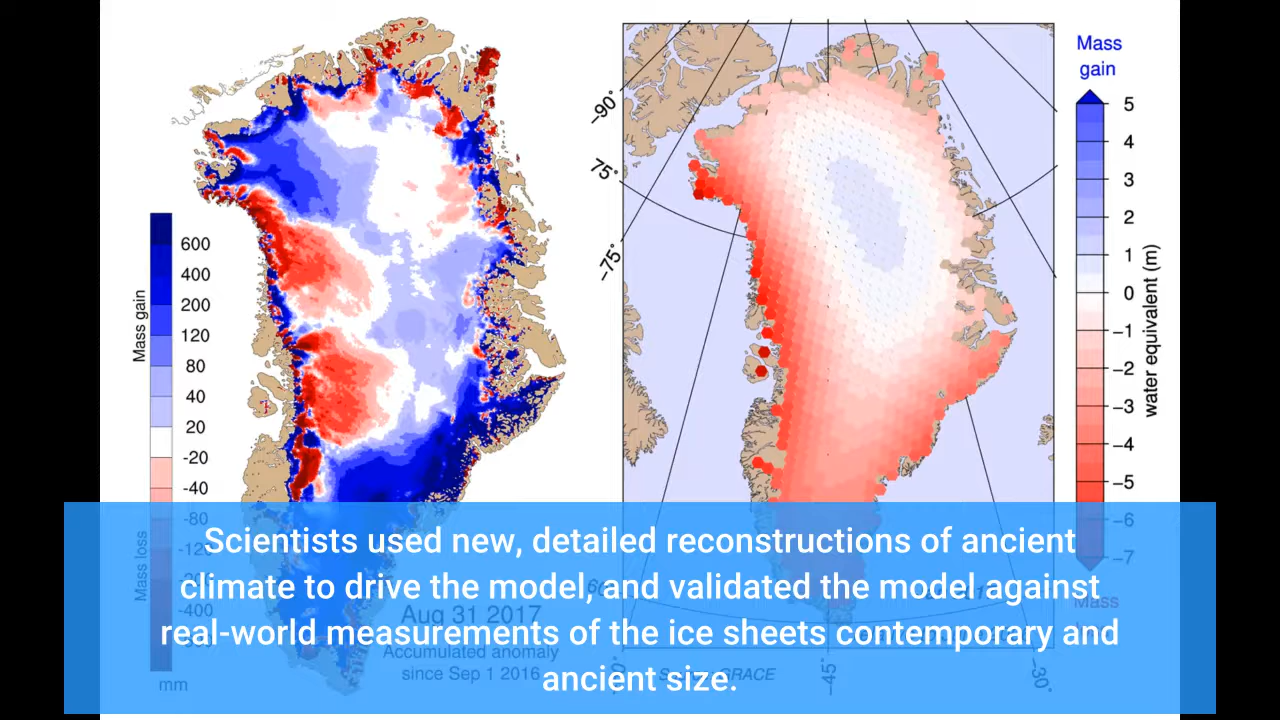 Mass
gain
-90°
75°
-75°
Mass gain
600
400
200
120
80
40
20
-20
-40
-80
-400
Mass loss
mm
5
4
3
2
1
0
-1
-2
-3
-4
-5
-6
-7
water equivalent (m)
Mass
Scientists used new, detailed reconstructions of ancient
climate to drive the model, and validated the model against
real-world measurements of the ice sheets contemporary and
ancient size.
Aug 31 2017
Accumulated anomaly
since Sep 1 2016
GRACE
-45°
-30°